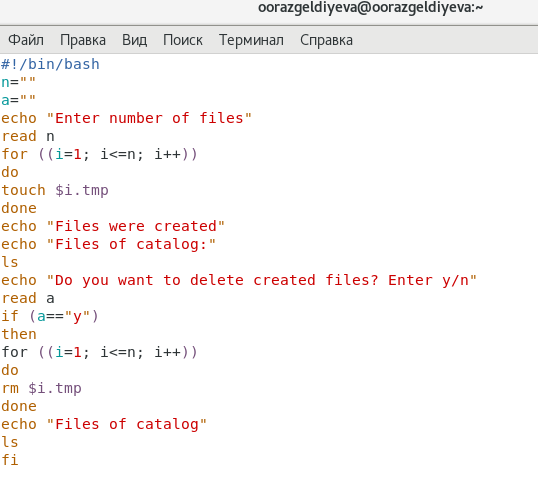 oorazgeldiyeva@oorazgeldiyeva:~
Файл Правка Вид Поиск Терминал Справка
#!/bin/bash
n=""
a=""
echo "Enter number of files"
read n
for ((i=1; i<=n; i++))
do
touch $i.tmp
done
echo "Files were created"
echo "Files of catalog:"
ls
echo "Do you want to delete created files? Enter y/n"
read a
if (a=="y")
then
for ((i=1; i<=n; i++))
do
rm $i.tmp
done
echo "Files of catalog"
ls
fi